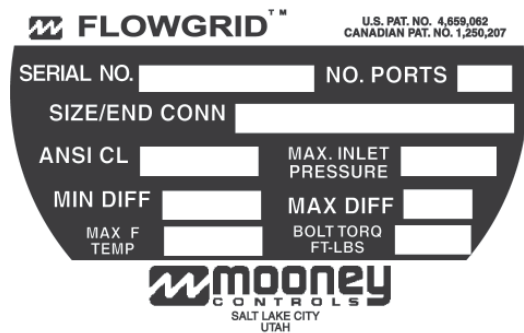 FLOWGRID™
U.S. PAT. NO. 4,659,062
CANADIAN PAT. NO. 1,250,207
SERIAL NO. NO. PORTS
SIZE/END CONN
ANSI CL MAX. INLET PRESSURE
MIN DIFF MAX DIFF
MAX F TEMP BOLT TORQ FT-LBS
mooney
CONTROLS
SALT LAKE CITY
UTAH